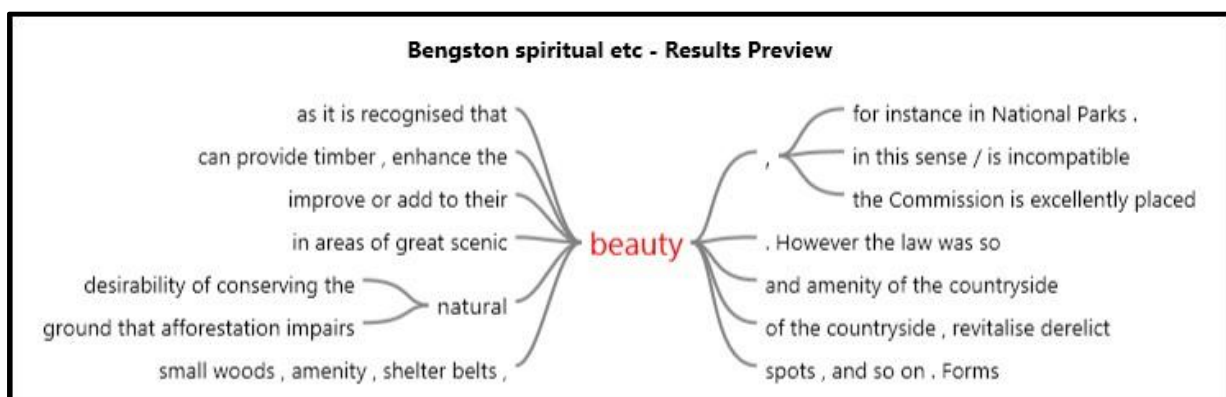 Bengston spiritual etc - Results Preview
as it is recognised that
can provide timber , enhance the
improve or add to their
in areas of great scenic
desirability of conserving the
ground that afforestation impairs
natural
small woods , amenity , shelter belts ,
beauty
,
for instance in National Parks .
in this sense / is incompatible
the Commission is excellently placed
. However the law was so
and amenity of the countryside
of the countryside , revitalise derelict
spots , and so on . Forms